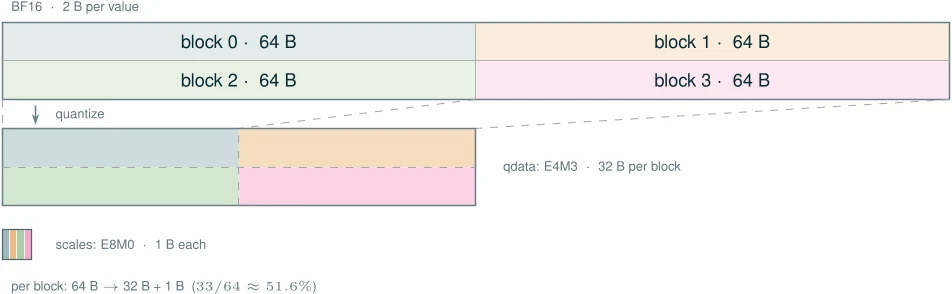 BF16 · 2 B per value
block 0 · 64 B
block 1 · 64 B
block 2 · 64 B
block 3 · 64 B
quantize
qdata: E4M3 · 32 B per block
scales: E8M0 · 1 B each
per block: 64 B → 32 B + 1 B (33/64 ≈ 51.6%)